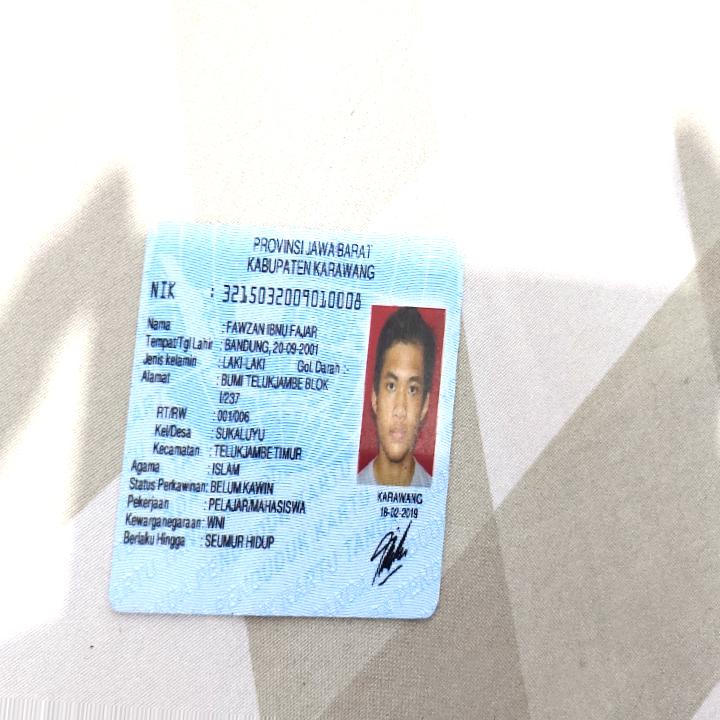 PROVINSI JAWA BARAT
KABUPATEN KARAWANG
NIK : 3215032009010008
Nama : FAWZAN IBNU FAJAR
Tempat/Tgl Lahir : BANDUNG, 20-09-2001
Jenis kelamin : LAKI-LAKI Gol. Darah :-
Alamat : BUMI TELUKJAMBE BLOK
I/237
RT/RW : 001/006
Kel/Desa : SUKALUYU
Kecamatan : TELUKJAMBE TIMUR
Agama : ISLAM
Status Perkawinan: BELUM KAWIN
Pekerjaan : PELAJAR/MAHASISWA
Kewarganegaraan: WNI
Berlaku Hingga : SEUMUR HIDUP
KARAWANG
18-02-2019